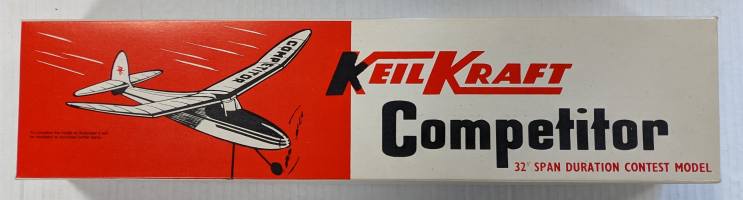 COMPETITOR
KEILKRAFT
Competitor
32" SPAN DURATION CONTEST MODEL